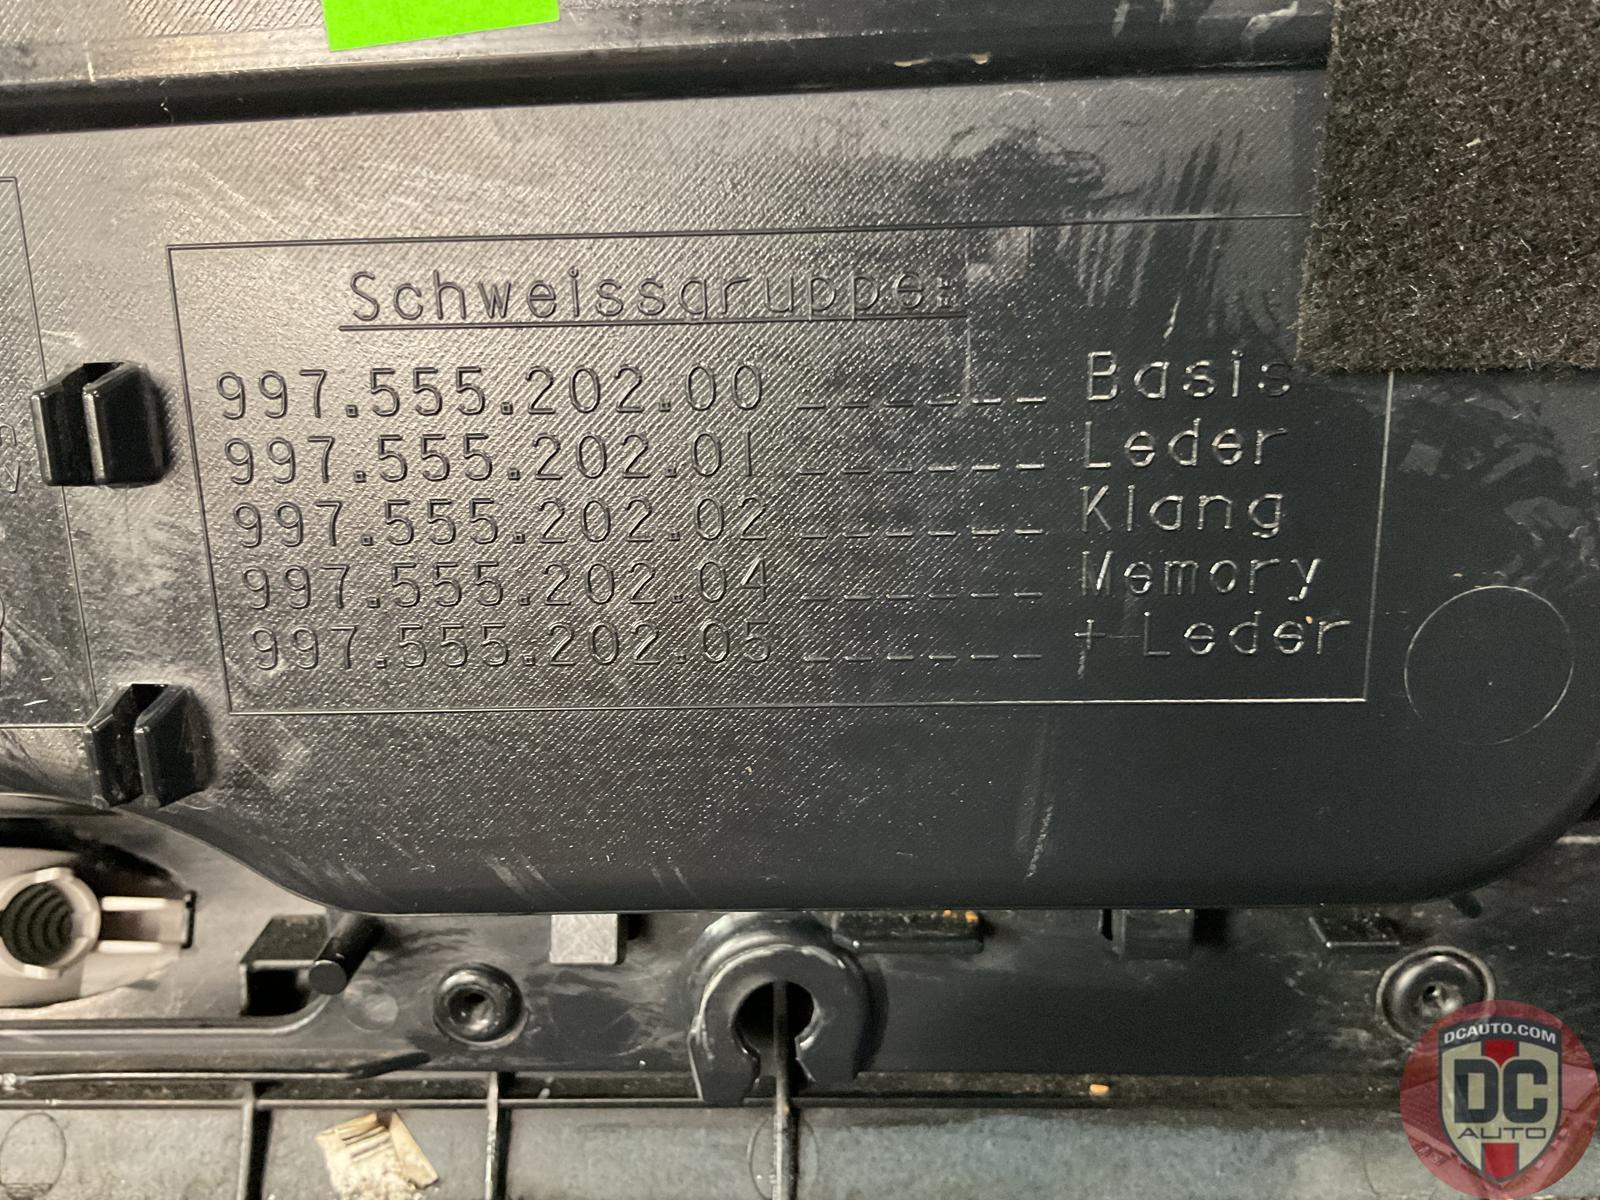 Schweissgruppe:
997.555.202.00 ______ Basis
997.555.202.01 ______ Leder
997.555.202.02 ______ Klang
997.555.202.04 ______ Memory
997.555.202.05 ______ + Leder
DCAUTO.COM
DC
AUTO